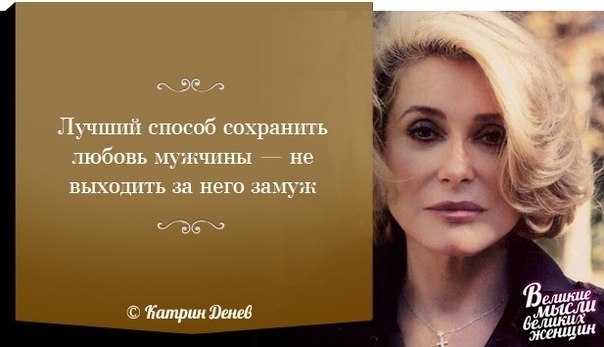 Лучший способ сохранить
любовь мужчины — не
выходить за него замуж
© Катрин Денев
Великие
мысли
великих
женщин